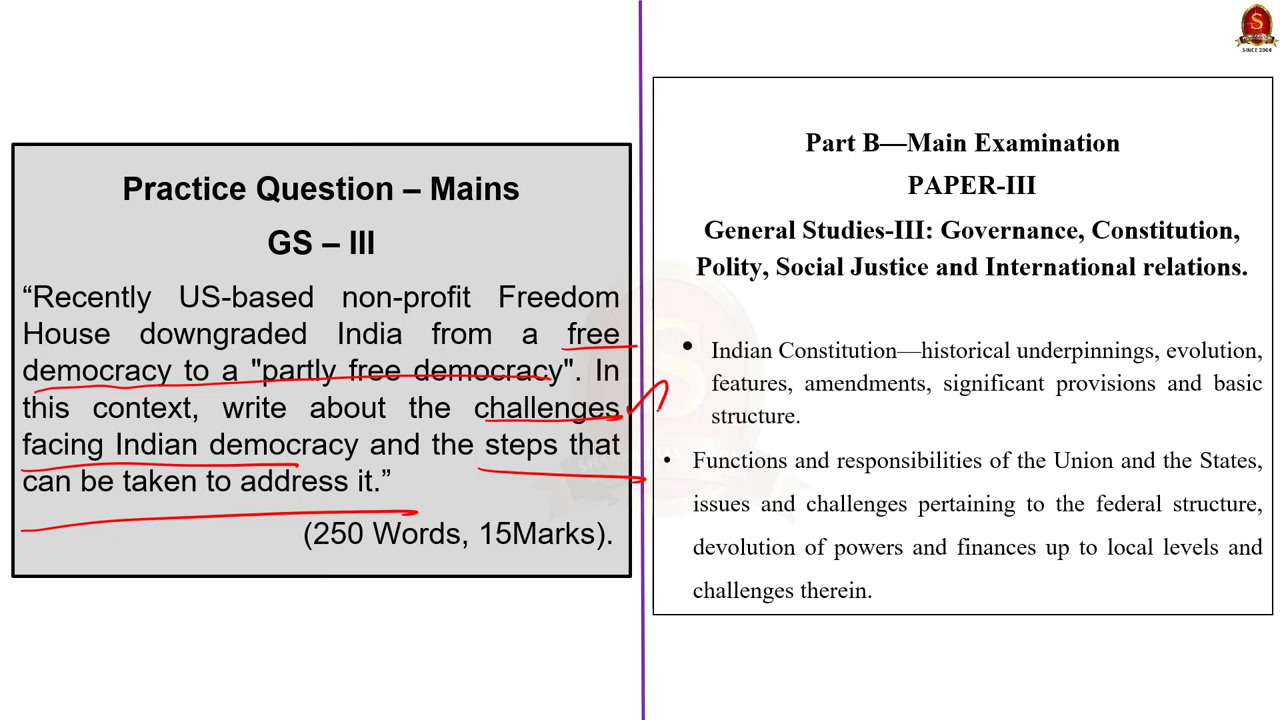 SINCE 2004
Practice Question – Mains
GS – III
“Recently US-based non-profit Freedom
House downgraded India from a free
democracy to a "partly free democracy". In
this context, write about the challenges
facing Indian democracy and the steps that
can be taken to address it.”
(250 Words, 15Marks).
Part B—Main Examination
PAPER-III
General Studies-III: Governance, Constitution,
Polity, Social Justice and International relations.
• Indian Constitution—historical underpinnings, evolution,
features, amendments, significant provisions and basic
structure.
• Functions and responsibilities of the Union and the States,
issues and challenges pertaining to the federal structure,
devolution of powers and finances up to local levels and
challenges therein.